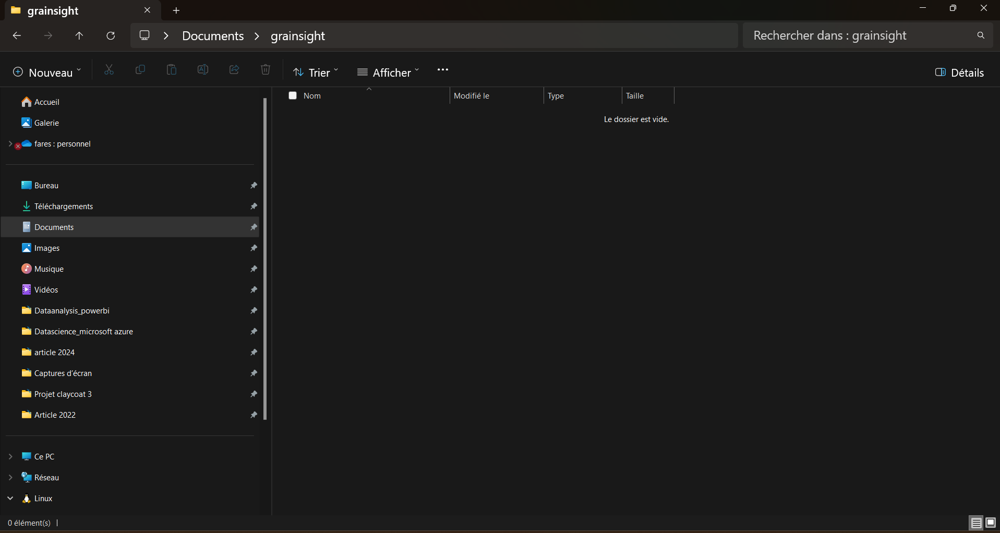 grainsight
Documents > grainsight
Rechercher dans : grainsight
Nouveau
Trier
Afficher
Détails
Accueil
Galerie
fares : personnel
Bureau
Téléchargements
Documents
Images
Musique
Vidéos
Dataanalysis_powerbi
Datascience_microsoft azure
article 2024
Captures d'écran
Projet claycoat 3
Article 2022
Ce PC
Réseau
Linux
Nom Modifié le Type Taille
Le dossier est vide.
0 élément(s)